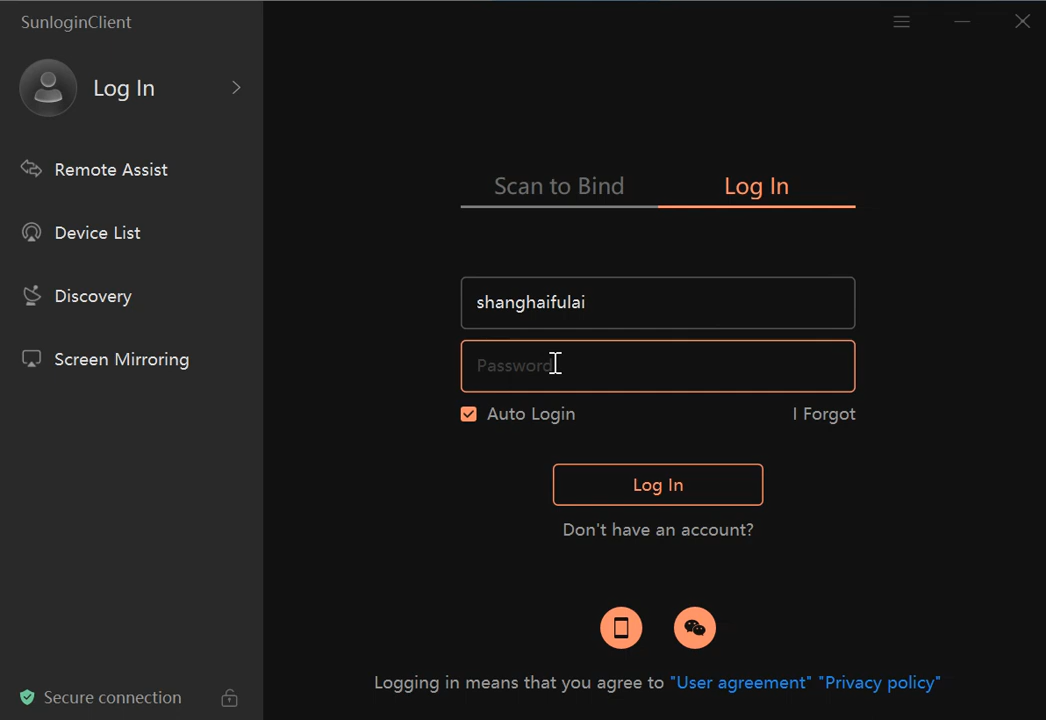 SunloginClient
Log In
Remote Assist
Device List
Discovery
Screen Mirroring
Secure connection
Scan to Bind
Log In
shanghaifulai
Password
Auto Login
I Forgot
Log In
Don't have an account?
Logging in means that you agree to "User agreement" "Privacy policy"